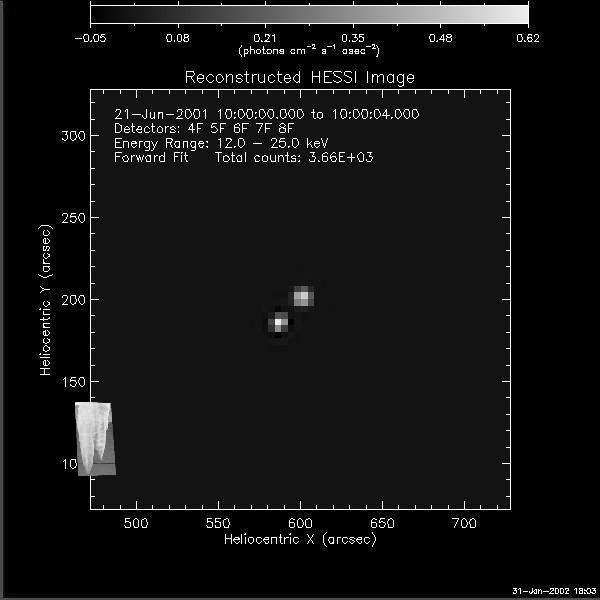 −0.05 0.08 0.21 0.35 0.48 0.62
(photons cm⁻² s⁻¹ asec⁻²)
Reconstructed HESSI Image
21−Jun−2001 10:00:00.000 to 10:00:04.000
Detectors: 4F 5F 6F 7F 8F
Energy Range: 12.0 − 25.0 keV
Forward Fit Total counts: 3.66E+03
300
250
200
150
10
Heliocentric Y (arcsec)
500 550 600 650 700
Heliocentric X (arcsec)
31−Jan−2002 18:03